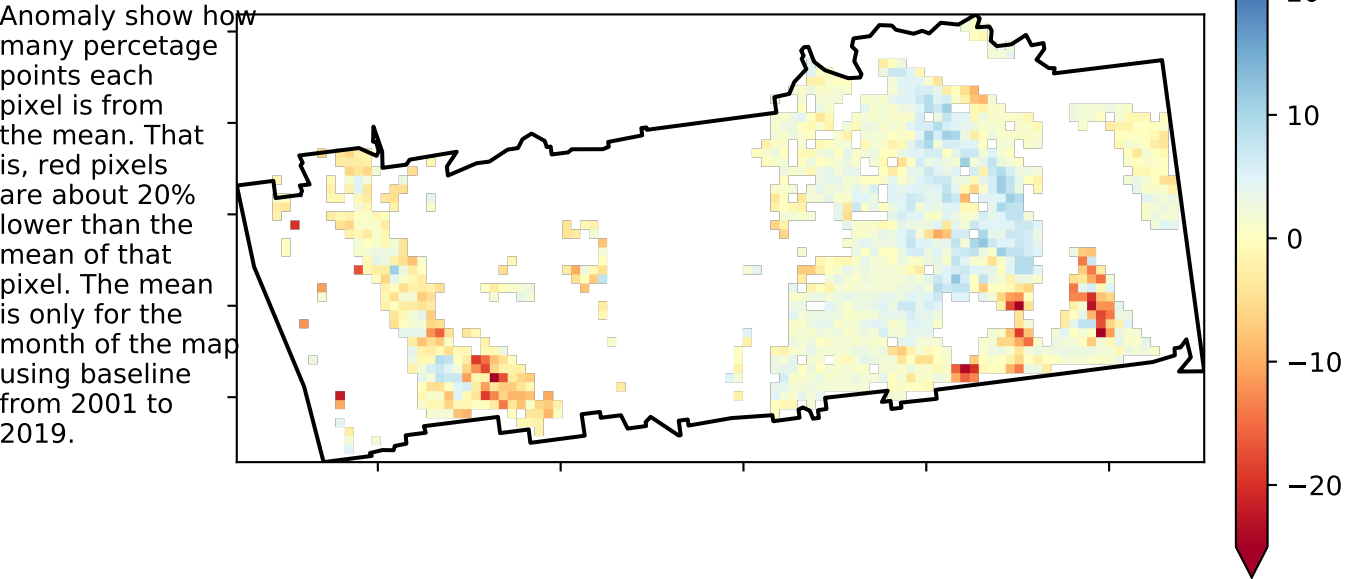 Anomaly show how
many percetage
points each
pixel is from
the mean. That
is, red pixels
are about 20%
lower than the
mean of that
pixel. The mean
is only for the
month of the map
using baseline
from 2001 to
2019.
10
0
−10
−20